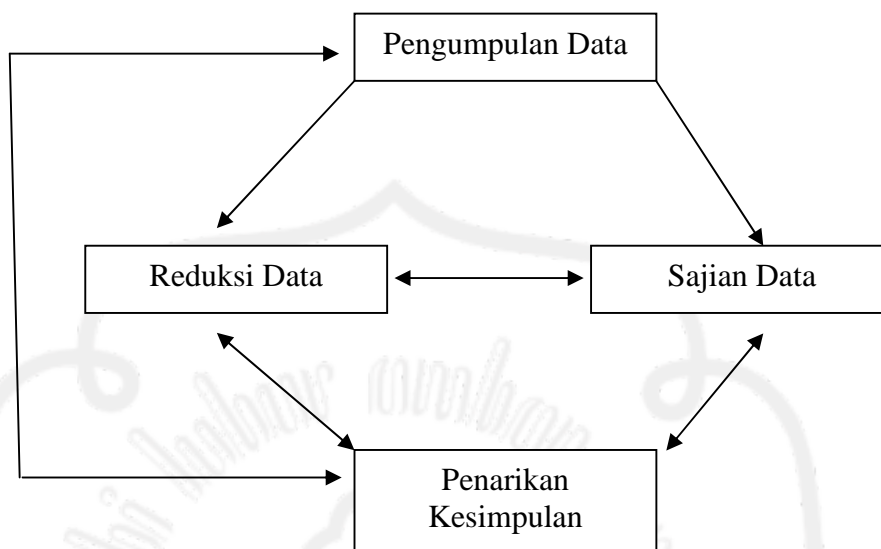 Pengumpulan Data
Reduksi Data
Sajian Data
Penarikan
Kesimpulan